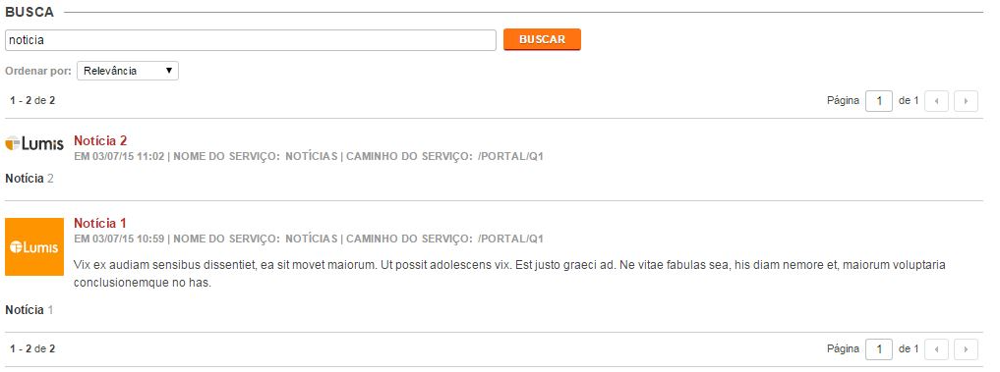 BUSCA
noticia BUSCAR
Ordenar por: Relevância
1 - 2 de 2 Página 1 de 1
Lumis Notícia 2
EM 03/07/15 11:02 | NOME DO SERVIÇO: NOTÍCIAS | CAMINHO DO SERVIÇO: /PORTAL/Q1
Notícia 2
Notícia 1
EM 03/07/15 10:59 | NOME DO SERVIÇO: NOTÍCIAS | CAMINHO DO SERVIÇO: /PORTAL/Q1
Lumis
Vix ex audiam sensibus dissentiet, ea sit movet maiorum. Ut possit adolescens vix. Est justo graeci ad. Ne vitae fabulas sea, his diam nemore et, maiorum voluptaria
conclusionemque no has.
Notícia 1
1 - 2 de 2 Página 1 de 1